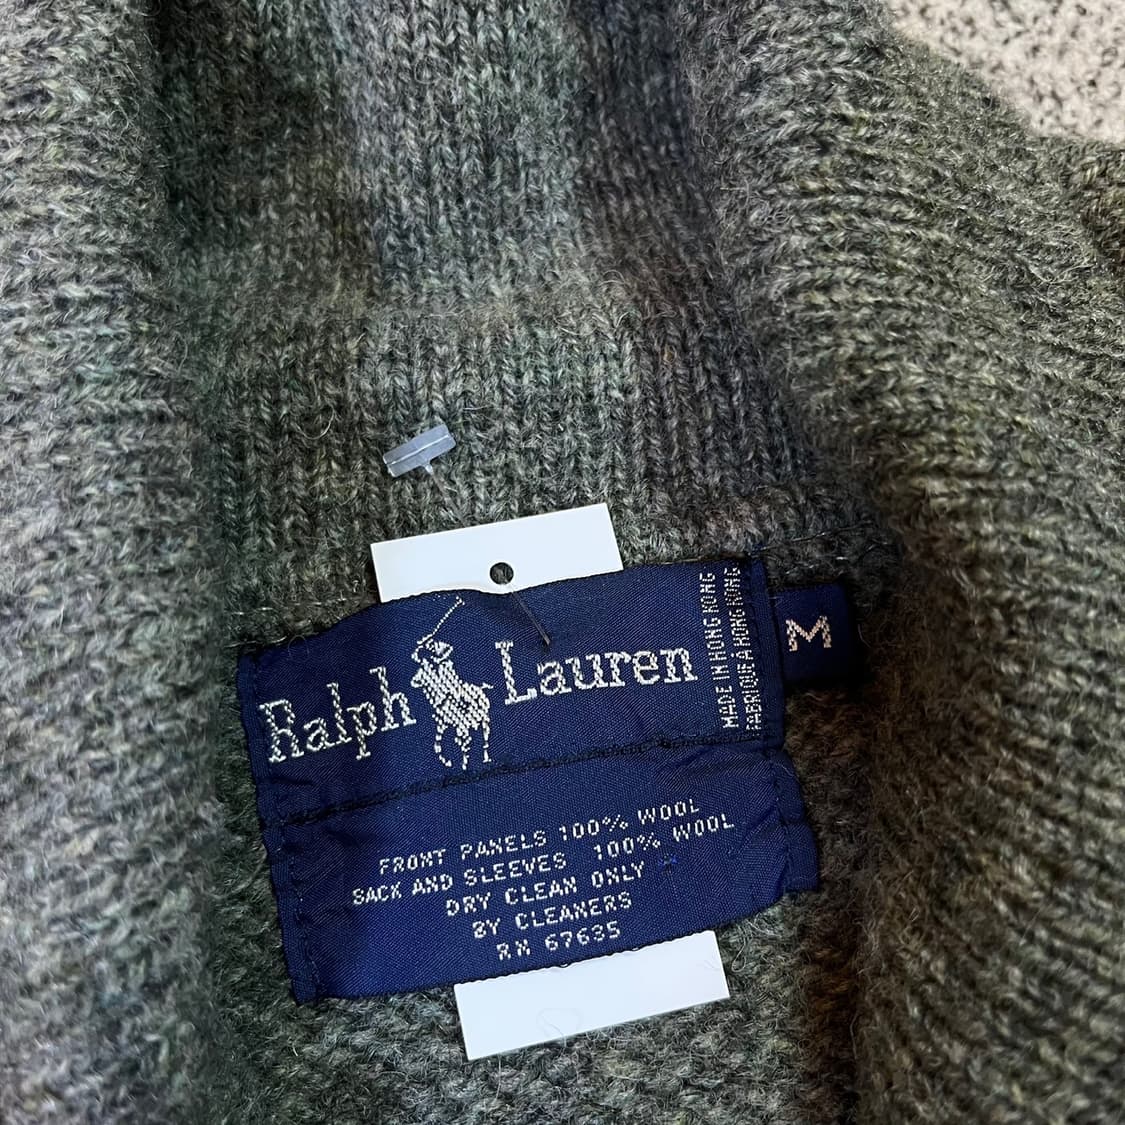 Ralph Lauren
MADE IN HONG KONG
FABRIQUÉ À HONG KONG
M
FRONT PANELS 100% WOOL
BACK AND SLEEVES 100% WOOL
DRY CLEAN ONLY
BY CLEANERS
RN 67635